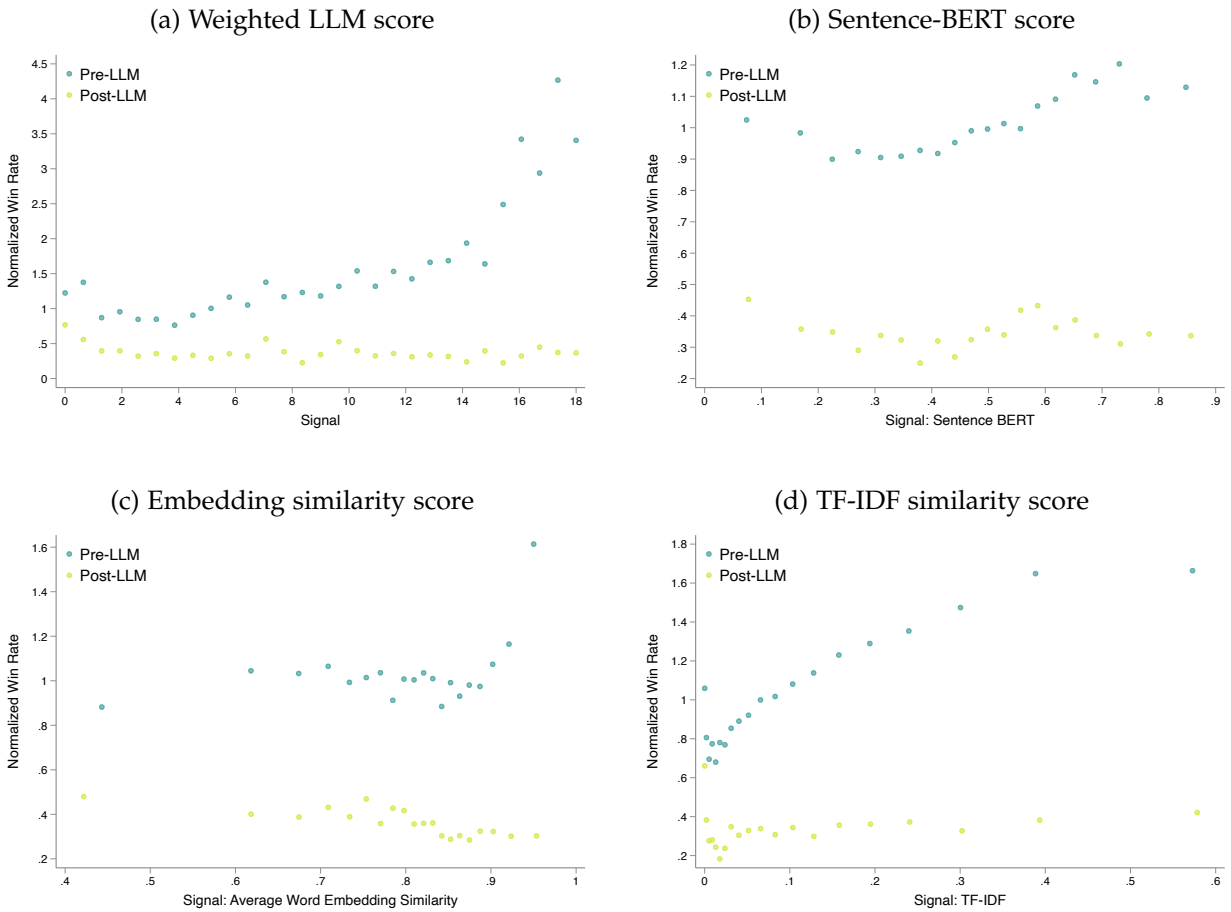 (a) Weighted LLM score
4.5
4
3.5
3
2.5
2
1.5
1
.5
0
Normalized Win Rate
Pre-LLM
Post-LLM
0 2 4 6 8 10 12 14 16 18
Signal
(b) Sentence-BERT score
1.2
1.1
1
.9
.8
.7
.6
.5
.4
.3
.2
Normalized Win Rate
Pre-LLM
Post-LLM
0 .1 .2 .3 .4 .5 .6 .7 .8 .9
Signal: Sentence BERT
(c) Embedding similarity score
1.6
1.4
1.2
1
.8
.6
.4
.2
Normalized Win Rate
Pre-LLM
Post-LLM
.4 .5 .6 .7 .8 .9 1
Signal: Average Word Embedding Similarity
(d) TF-IDF similarity score
1.8
1.6
1.4
1.2
1
.8
.6
.4
.2
Normalized Win Rate
Pre-LLM
Post-LLM
0 .1 .2 .3 .4 .5 .6
Signal: TF-IDF